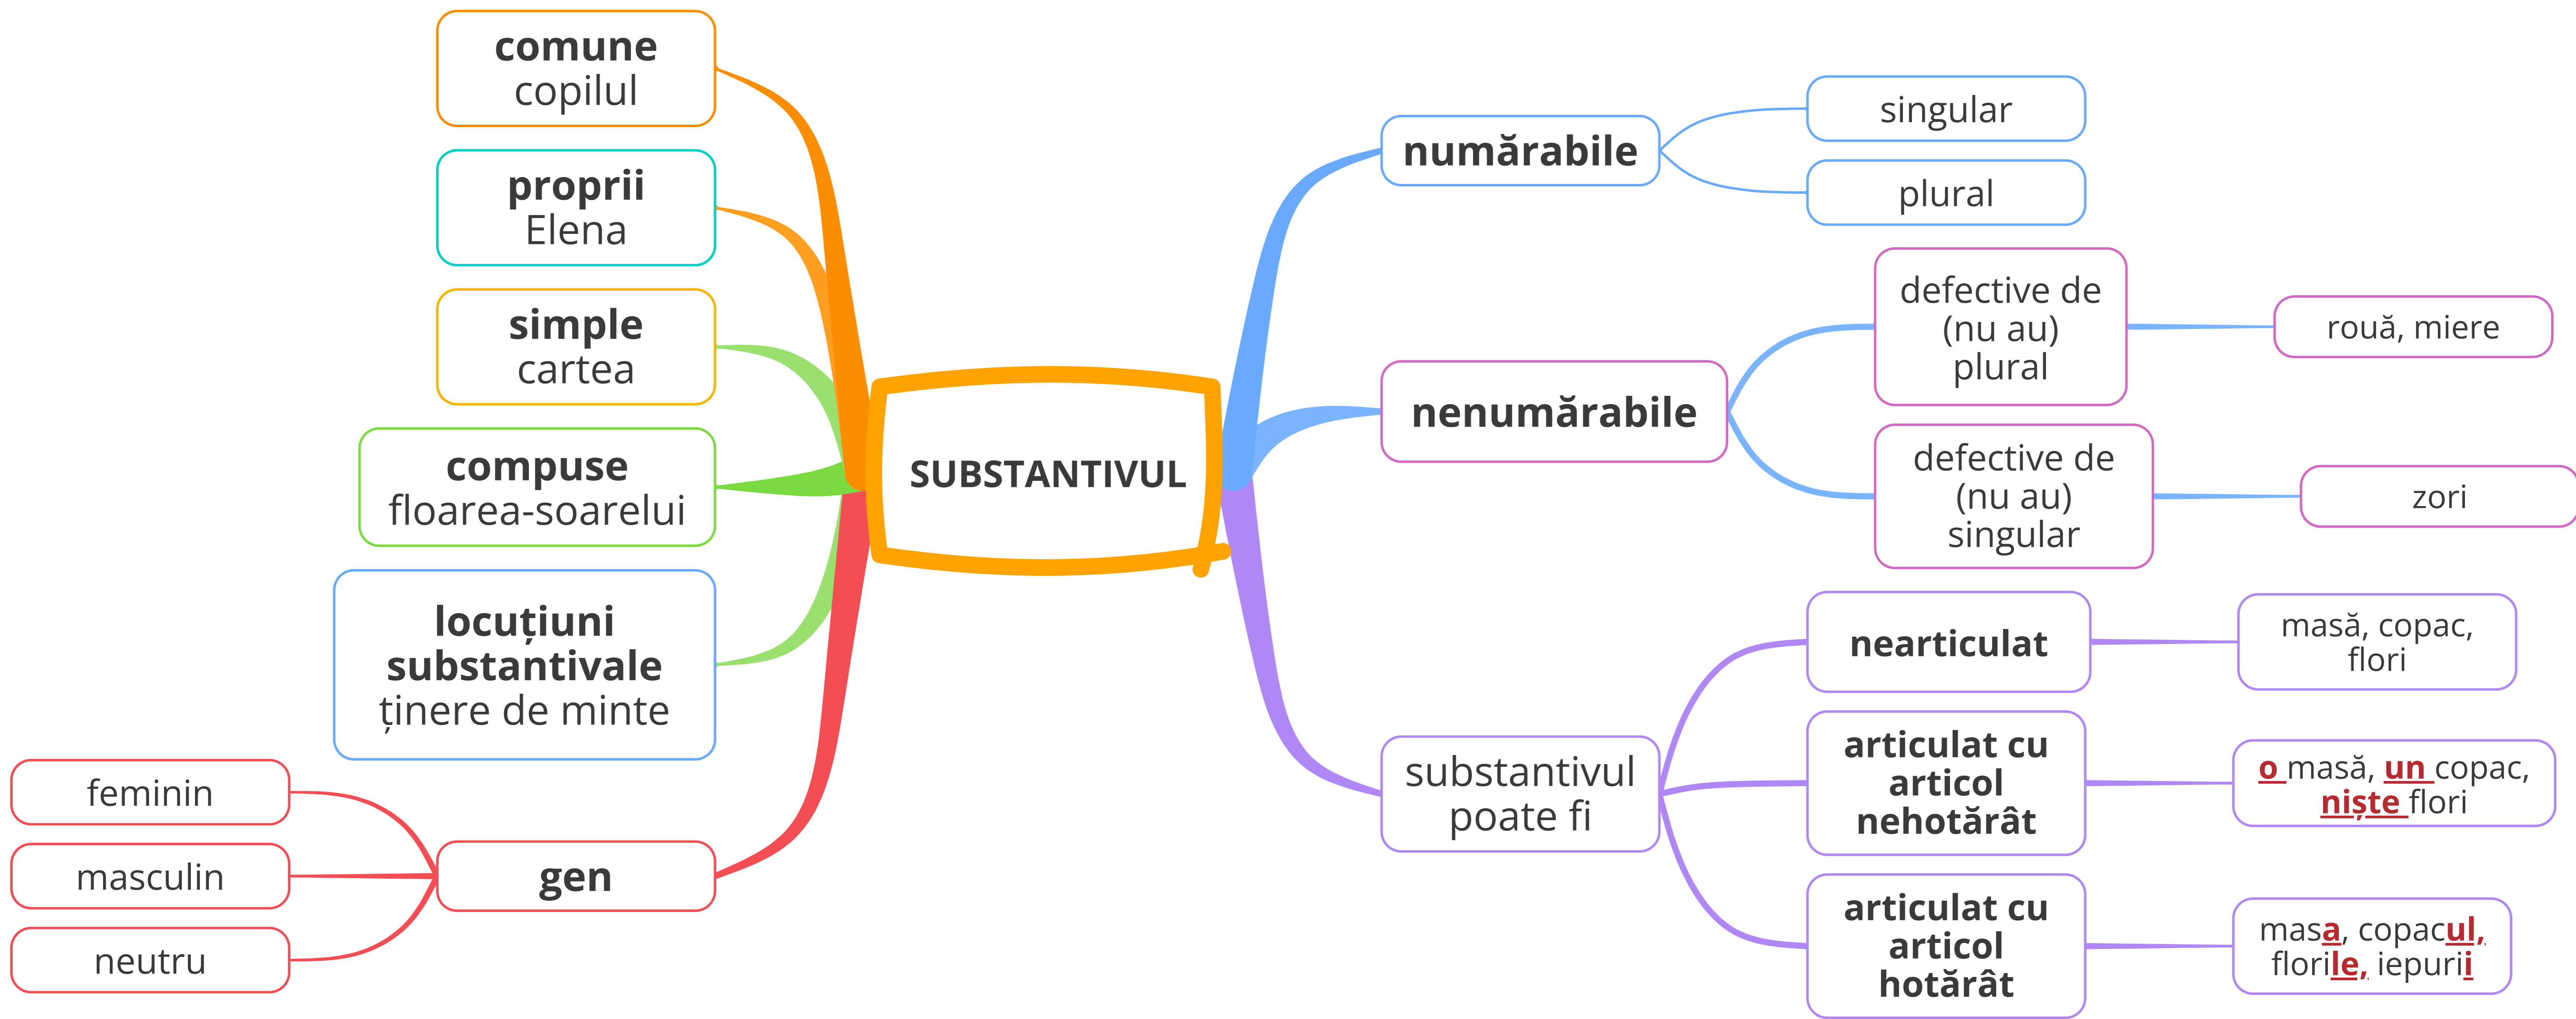 comune
copilul
proprii
Elena
simple
cartea
compuse
floarea-soarelui
locuțiuni
substantivale
ținere de minte
feminin
masculin
neutru
gen
SUBSTANTIVUL
numărabile
singular
plural
nenumărabile
defective de
(nu au)
plural
rouă, miere
defective de
(nu au)
singular
zori
substantivul
poate fi
nearticulat
masă, copac,
flori
articulat cu
articol
nehotărât
o masă, un copac,
niște flori
articulat cu
articol
hotărât
masa, copacul,
florile, iepurii